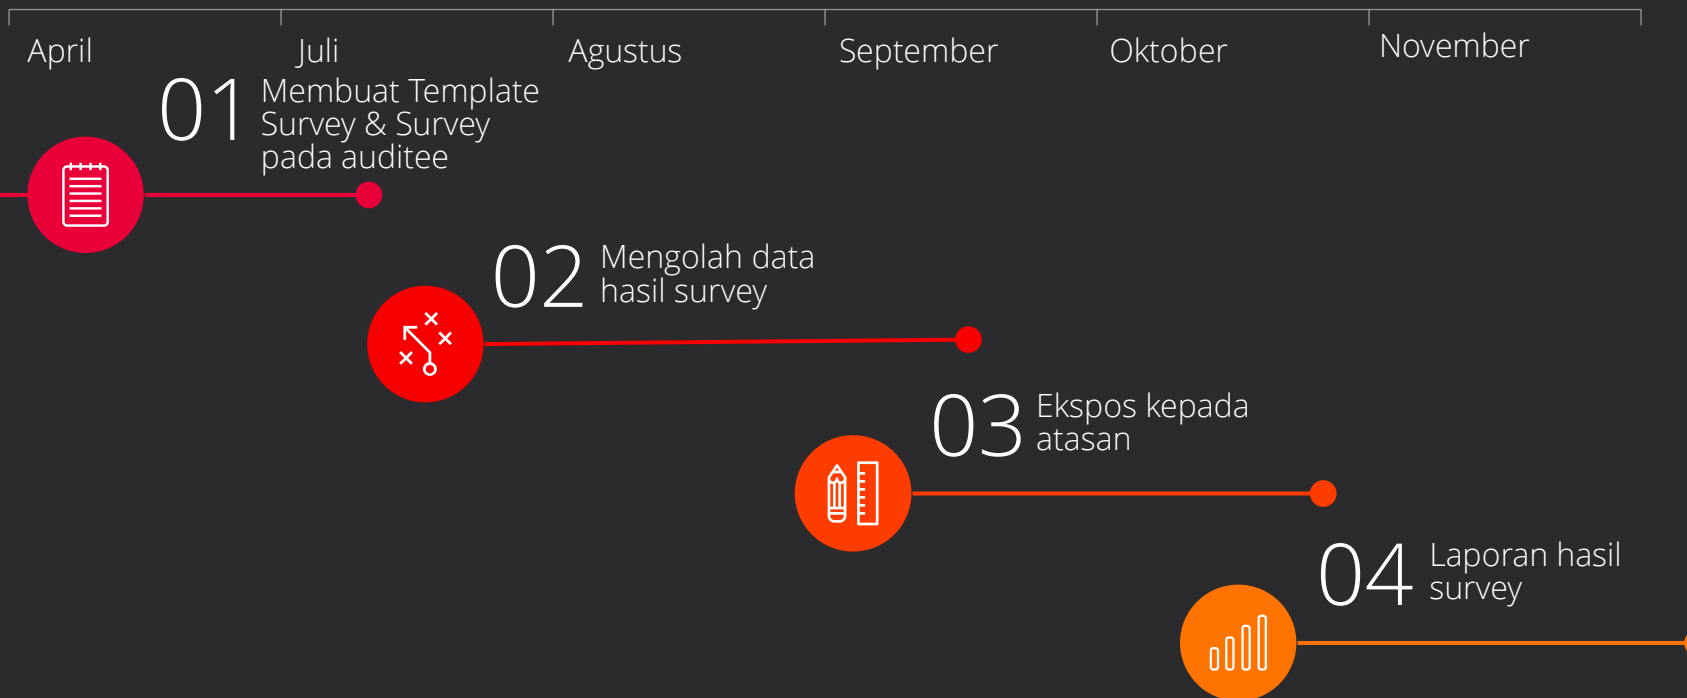 April
Juli
Agustus
September
Oktober
November
01
Membuat Template
Survey & Survey
pada auditee
02
Mengolah data
hasil survey
03
Ekspos kepada
atasan
04
Laporan hasil
survey